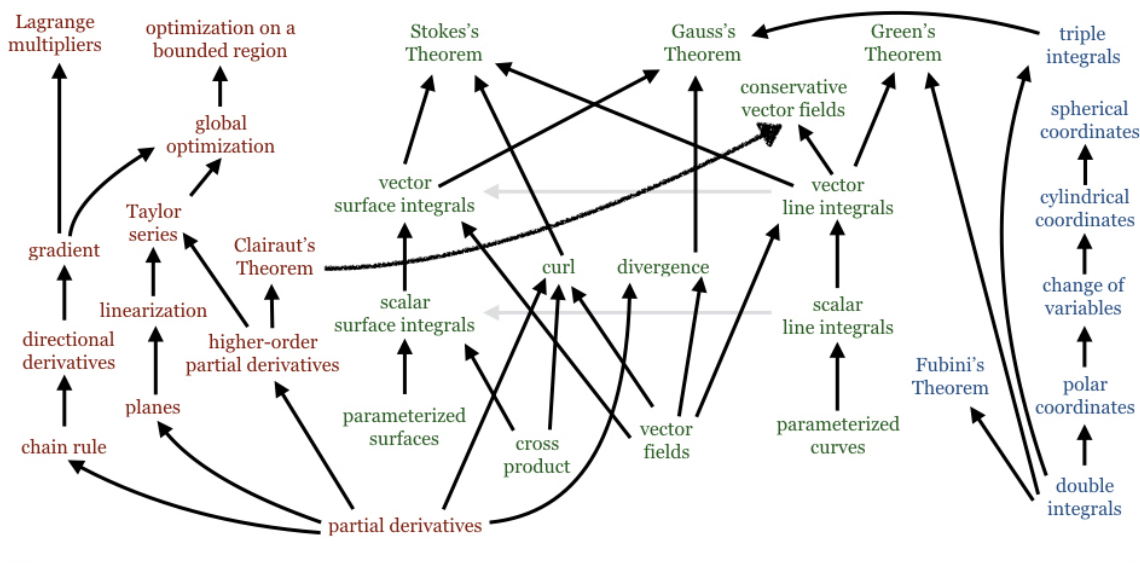 Lagrange
multipliers
optimization on a
bounded region
Stokes's
Theorem
Gauss's
Theorem
Green's
Theorem
triple
integrals
conservative
vector fields
global
optimization
spherical
coordinates
vector
surface integrals
vector
line integrals
cylindrical
coordinates
Taylor
series
gradient
Clairaut's
Theorem
curl
divergence
linearization
scalar
surface integrals
scalar
line integrals
change of
variables
directional
derivatives
higher-order
partial derivatives
Fubini's
Theorem
polar
coordinates
planes
parameterized
surfaces
chain rule
cross
product
vector
fields
parameterized
curves
double
integrals
partial derivatives